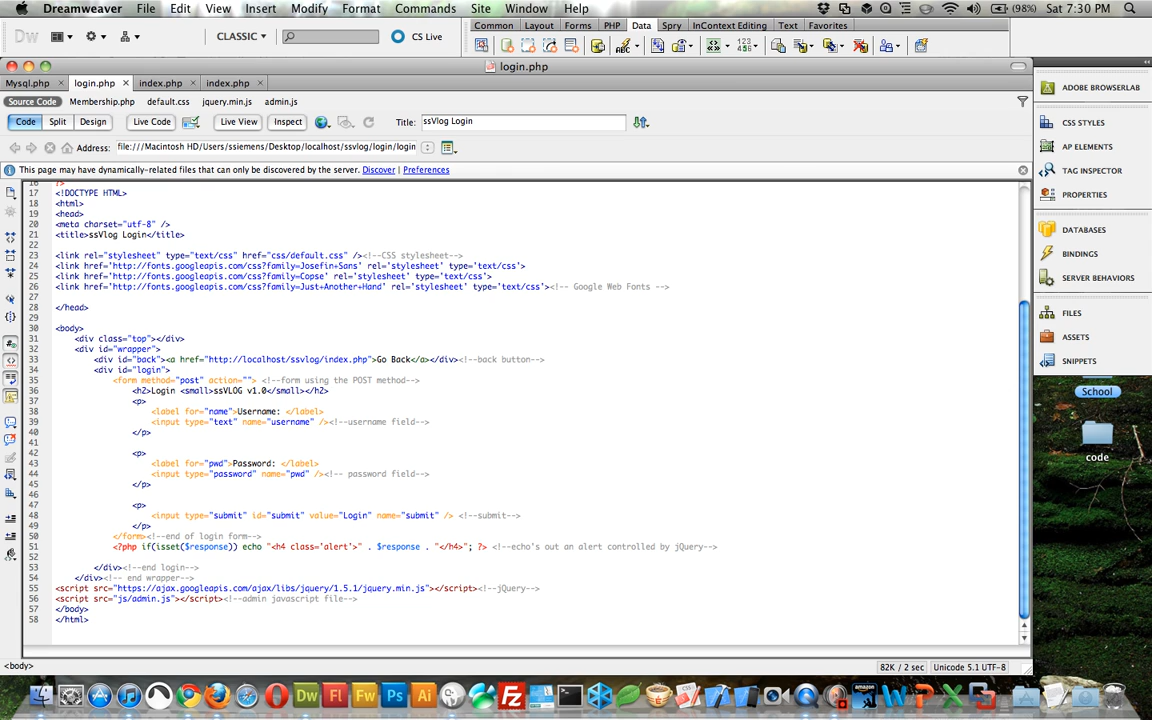 Dreamweaver File Edit View Insert Modify Format Commands Site Window Help (98%) Sat 7:30 PM
Dw CLASSIC CS Live
Common Layout Forms PHP Data Spry InContext Editing Text Favorites
login.php
Mysql.php login.php index.php index.php
Source Code Membership.php default.css jquery.min.js admin.js
Code Split Design Live Code Live View Inspect Title: ssVlog Login
Address: file:///Macintosh HD/Users/ssiemens/Desktop/localhost/ssvlog/login/login
This page may have dynamically-related files that can only be discovered by the server. Discover | Preferences
16 ?>
17 <!DOCTYPE HTML>
18 <html>
19 <head>
20 <meta charset="utf-8" />
21 <title>ssVlog Login</title>
22
23 <link rel="stylesheet" type="text/css" href="css/default.css" /><!--CSS stylesheet-->
24 <link href='http://fonts.googleapis.com/css?family=Josefin+Sans' rel='stylesheet' type='text/css'>
25 <link href='http://fonts.googleapis.com/css?family=Copse' rel='stylesheet' type='text/css'>
26 <link href='http://fonts.googleapis.com/css?family=Just+Another+Hand' rel='stylesheet' type='text/css'><!-- Google Web Fonts -->
27
28 </head>
29
30 <body>
31 <div class="top"></div>
32 <div id="wrapper">
33 <div id="back"><a href="http://localhost/ssvlog/index.php">Go Back</a></div><!--back button-->
34 <div id="login">
35 <form method="post" action=""> <!--form using the POST method-->
36 <h2>Login <small>ssVLOG v1.0</small></h2>
37 <p>
38 <label for="name">Username: </label>
39 <input type="text" name="username" /><!--username field-->
40 </p>
41
42 <p>
43 <label for="pwd">Password: </label>
44 <input type="password" name="pwd" /><!-- password field-->
45 </p>
46
47 <p>
48 <input type="submit" id="submit" value="Login" name="submit" /> <!--submit-->
49 </p>
50 </form><!--end of login form-->
51 <?php if(isset($response)) echo "<h4 class='alert'>" . $response . "</h4>"; ?> <!--echo's out an alert controlled by jQuery-->
52
53 </div><!--end login-->
54 </div><!-- end wrapper-->
55 <script src="https://ajax.googleapis.com/ajax/libs/jquery/1.5.1/jquery.min.js"></script><!--jQuery-->
56 <script src="js/admin.js"></script><!--admin javascript file-->
57 </body>
58 </html>
<body> 82K / 2 sec Unicode 5.1 UTF-8
ADOBE BROWSERLAB
CSS STYLES
AP ELEMENTS
TAG INSPECTOR
PROPERTIES
DATABASES
BINDINGS
SERVER BEHAVIORS
FILES
ASSETS
SNIPPETS
School
code
Dw Fl Fw Ps Ai